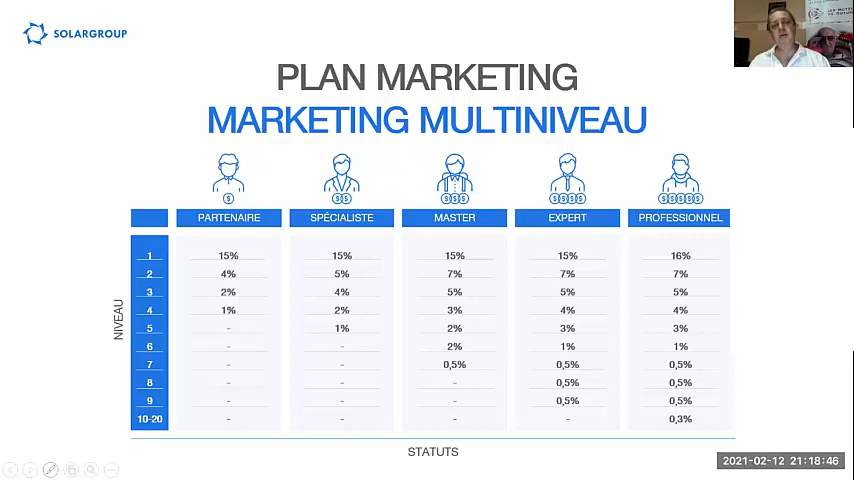 SOLARGROUP
PLAN MARKETING
MARKETING MULTINIVEAU
PARTENAIRE SPÉCIALISTE MASTER EXPERT PROFESSIONNEL
1 15% 15% 15% 15% 16%
2 4% 5% 7% 7% 7%
3 2% 4% 5% 5% 5%
4 1% 2% 3% 4% 4%
5 - 1% 2% 3% 3%
6 - - 2% 1% 1%
7 - - 0,5% 0,5% 0,5%
8 - - - 0,5% 0,5%
9 - - - 0,5% 0,5%
10-20 - - - - 0,3%
NIVEAU
STATUTS
2021-02-12 21:18:46